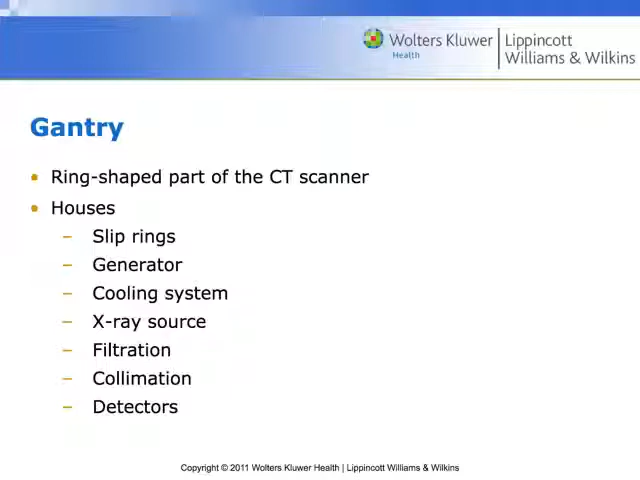 Wolters Kluwer
Health
Lippincott
Williams & Wilkins
Gantry
• Ring-shaped part of the CT scanner
• Houses
– Slip rings
– Generator
– Cooling system
– X-ray source
– Filtration
– Collimation
– Detectors
Copyright © 2011 Wolters Kluwer Health | Lippincott Williams & Wilkins